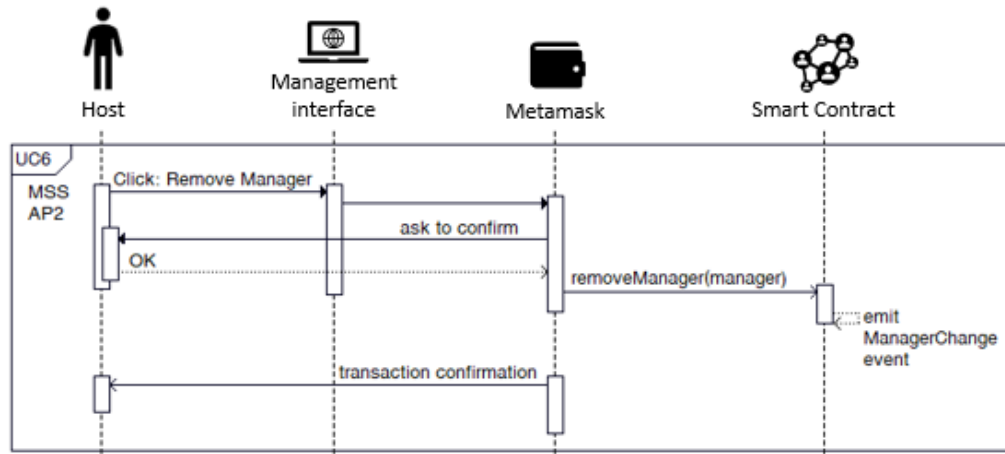 Host
Management
interface
Metamask
Smart Contract
UC6
MSS
AP2
Click: Remove Manager
ask to confirm
OK
removeManager(manager)
emit
ManagerChange
event
transaction confirmation